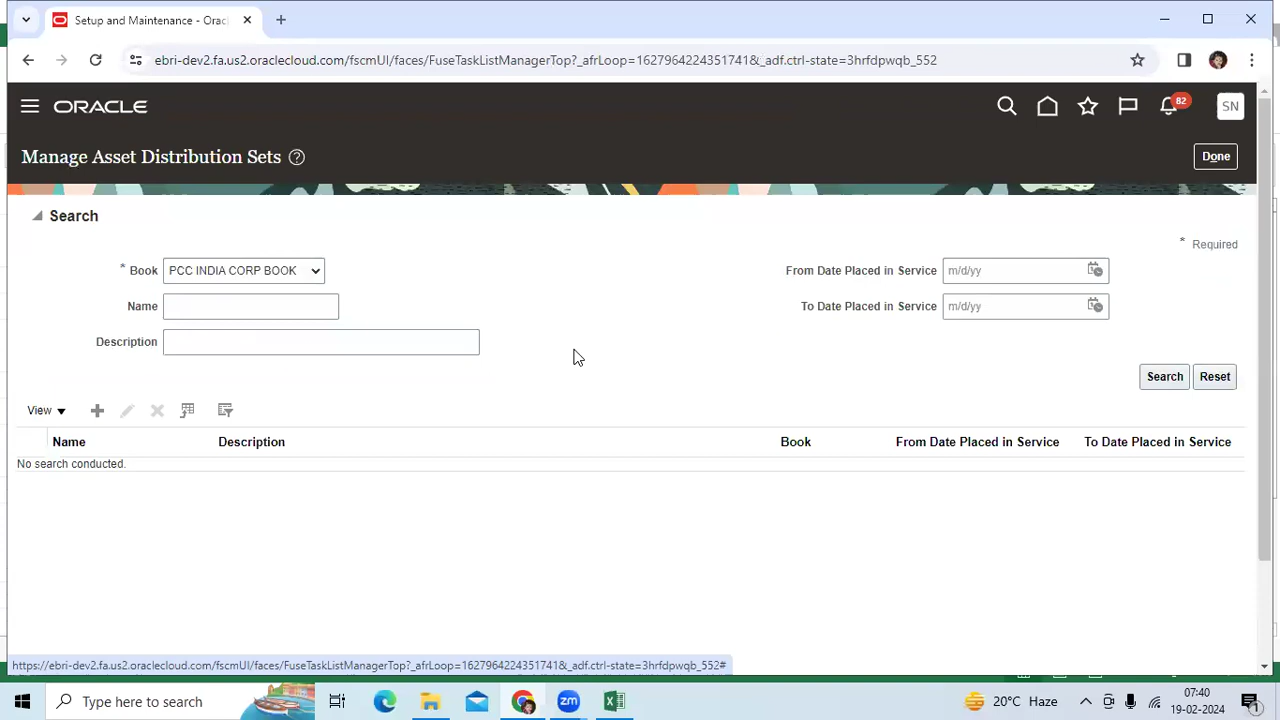 Setup and Maintenance - Orac
ebri-dev2.fa.us2.oraclecloud.com/fscmUI/faces/FuseTaskListManagerTop?_afrLoop=1627964224351741&_adf.ctrl-state=3hrfdpwqb_552
ORACLE
82
SN
Manage Asset Distribution Sets
Done
Search
* Required
* Book PCC INDIA CORP BOOK
From Date Placed in Service m/d/yy
Name
To Date Placed in Service m/d/yy
Description
Search Reset
View
Name Description Book From Date Placed in Service To Date Placed in Service
No search conducted.
https://ebri-dev2.fa.us2.oraclecloud.com/fscmUI/faces/FuseTaskListManagerTop?_afrLoop=1627964224351741&_adf.ctrl-state=3hrfdpwqb_552#
Type here to search
zm
20°C Haze
07:40
19-02-2024
1